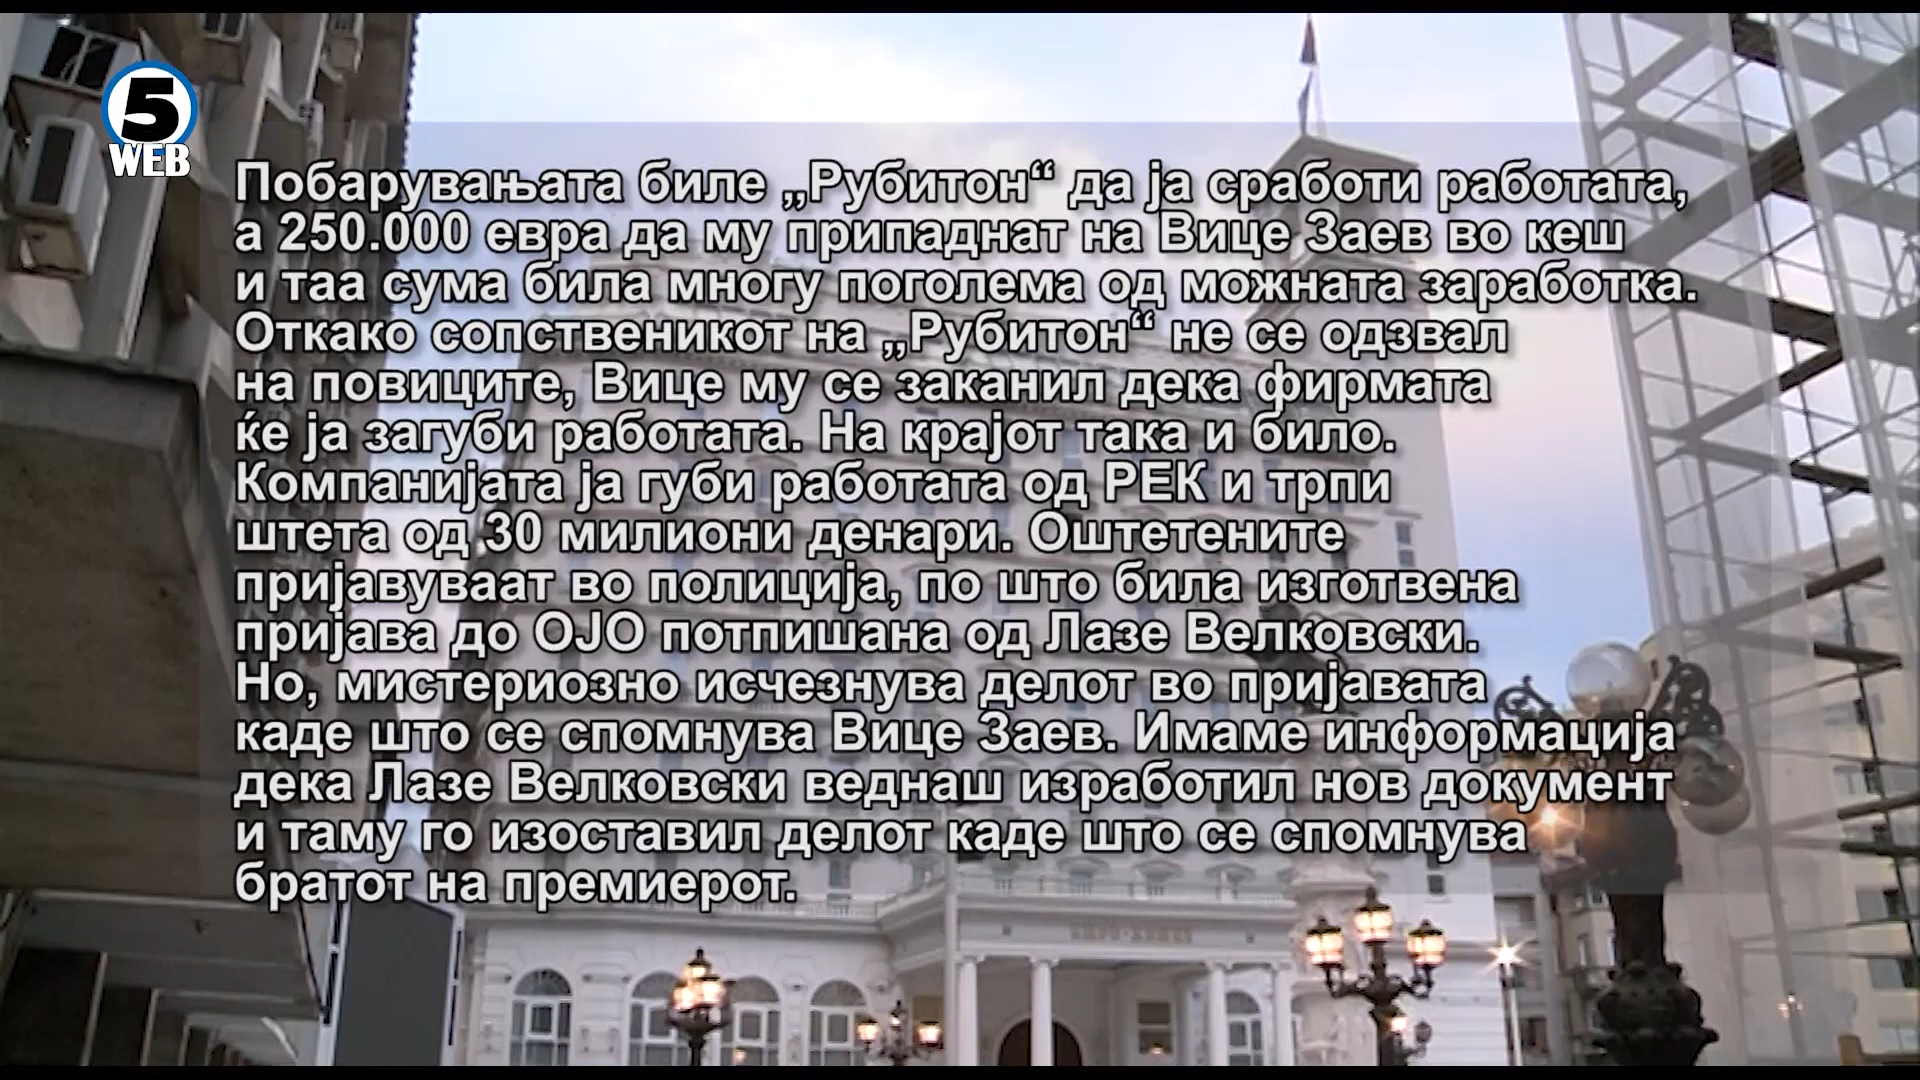 5
WEB
Побарувањата биле „Рубитон“ да ја сработи работата,
а 250.000 евра да му припаднат на Вице Заев во кеш
и таа сума била многу поголема од можната заработка.
Откако сопственикот на „Рубитон“ не се одзвал
на повиците, Вице му се заканил дека фирмата
ќе ја загуби работата. На крајот така и било.
Компанијата ја губи работата од РЕК и трпи
штета од 30 милиони денари. Оштетените
пријавуваат во полиција, по што била изготвена
пријава до ОЈО потпишана од Лазе Велковски.
Но, мистериозно исчезнува делот во пријавата
каде што се спомнува Вице Заев. Имаме информација
дека Лазе Велковски веднаш изработил нов документ
и таму го изоставил делот каде што се спомнува
братот на премиерот.